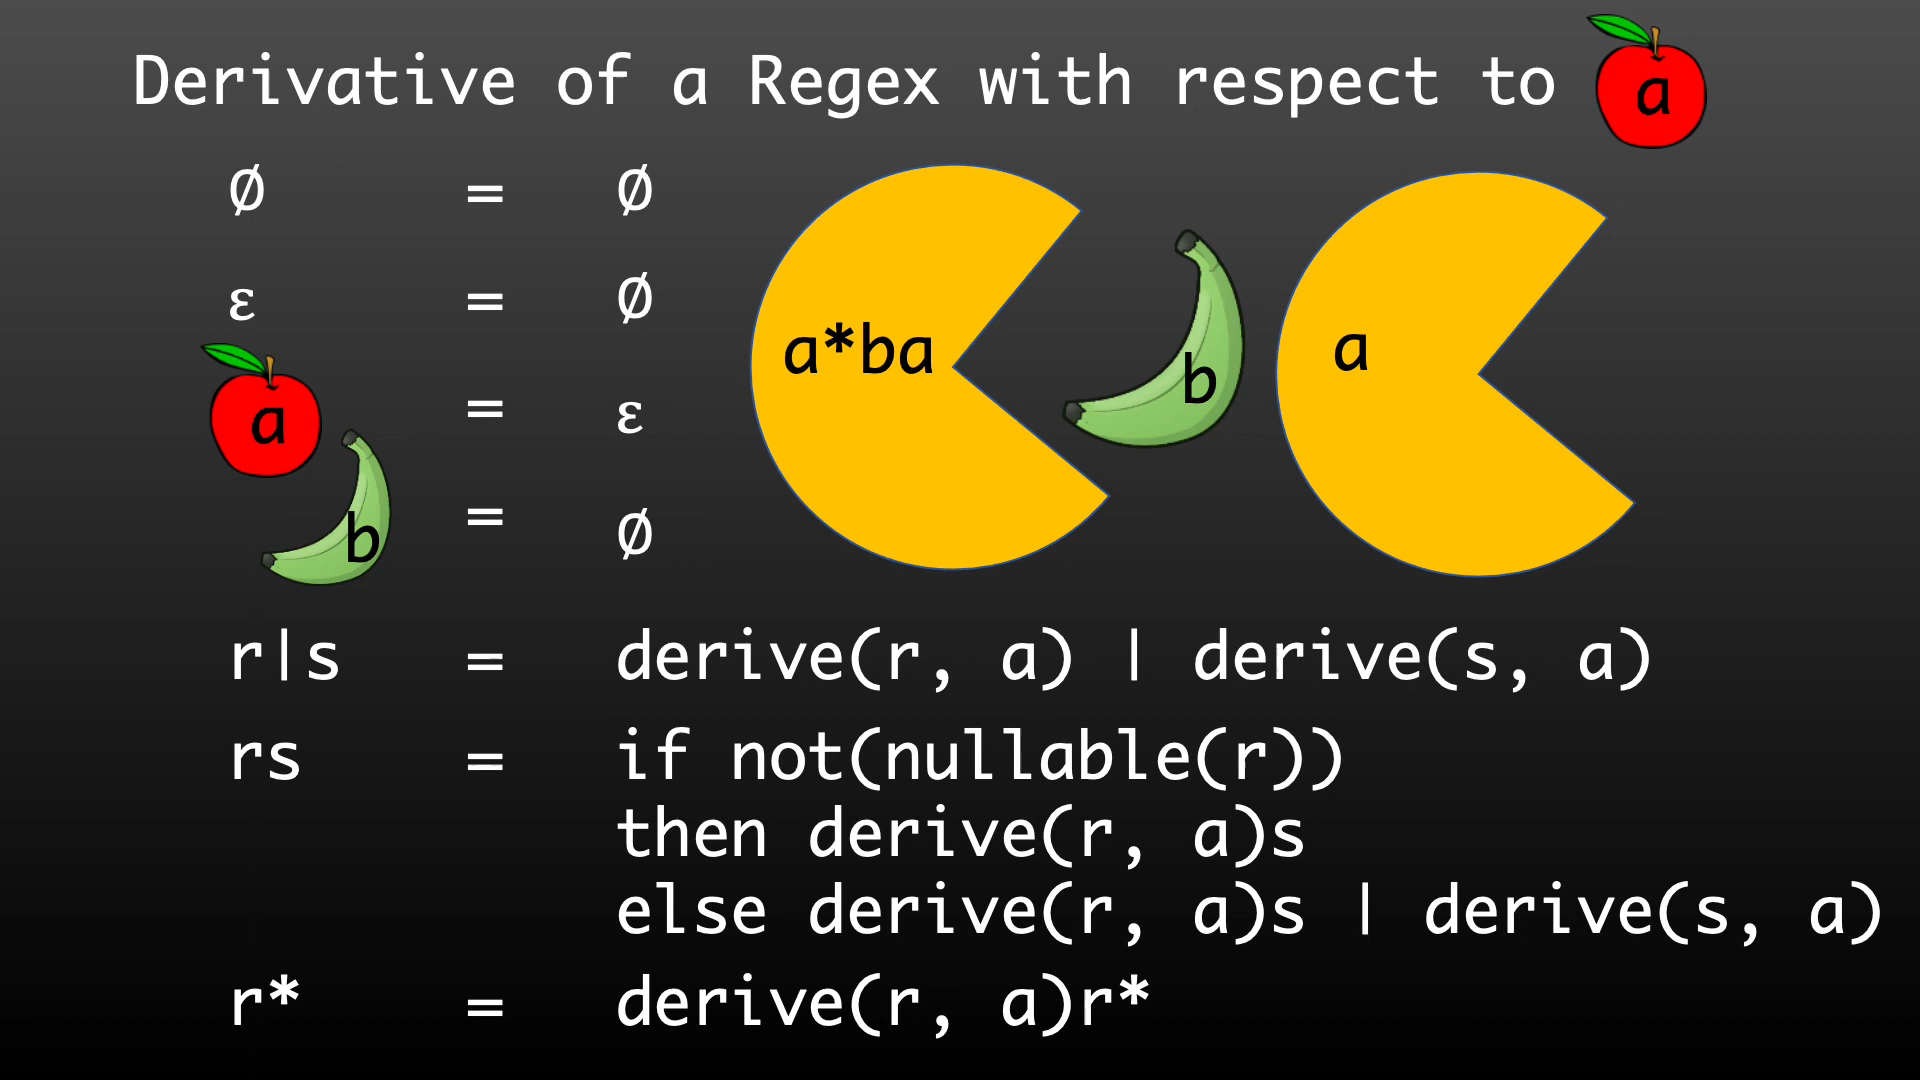 Derivative of a Regex with respect to a
Ø = Ø
ε = Ø
a = ε
b = Ø
a*ba b a
r|s = derive(r, a) | derive(s, a)
rs = if not(nullable(r))
then derive(r, a)s
else derive(r, a)s | derive(s, a)
r* = derive(r, a)r*